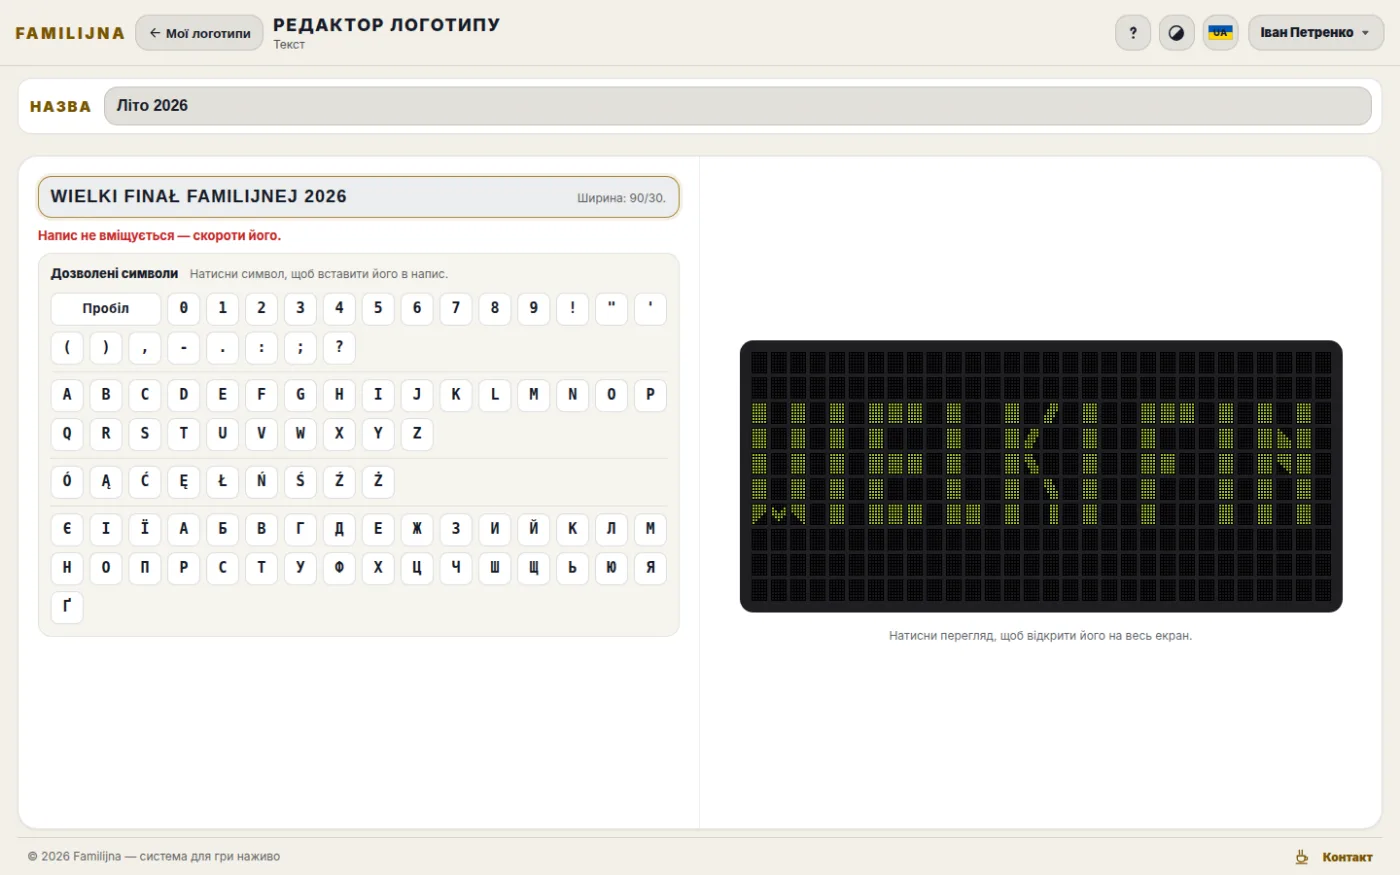 FAMILIJNA
← Мої логотипи
РЕДАКТОР ЛОГОТИПУ
Текст
?
UA
Іван Петренко
НАЗВА
Літо 2026
WIELKI FINAŁ FAMILIJNEJ 2026
Ширина: 90/30.
Напис не вміщується — скороти його.
Дозволені символи Натисни символ, щоб вставити його в напис.
Пробіл 0 1 2 3 4 5 6 7 8 9 ! " '
( ) , - . : ; ?
A B C D E F G H I J K L M N O P
Q R S T U V W X Y Z
Ó Ą Ć Ę Ł Ń Ś Ź Ż
Є І Ї А Б В Г Д Е Ж З И Й К Л М
Н О П Р С Т У Ф Х Ц Ч Ш Щ Ь Ю Я
Ґ
WIELKI FIN
Натисни перегляд, щоб відкрити його на весь екран.
© 2026 Familijna — система для гри наживо
Контакт